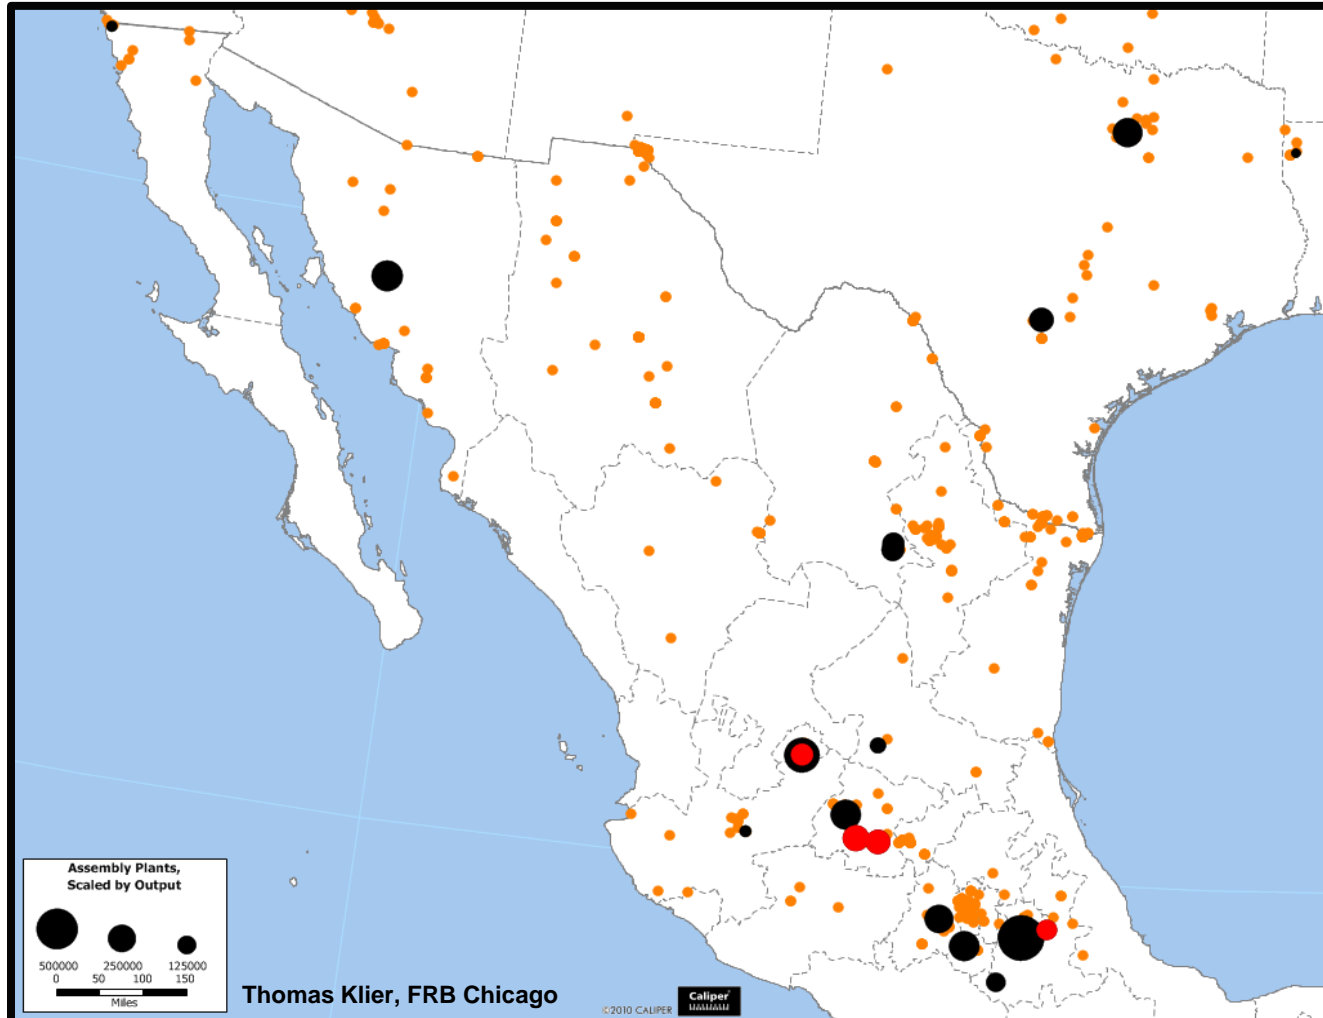 Assembly Plants,
Scaled by Output
500000 250000 125000
0 50 100 150
Miles
Thomas Klier, FRB Chicago
©2010 CALIPER
Caliper